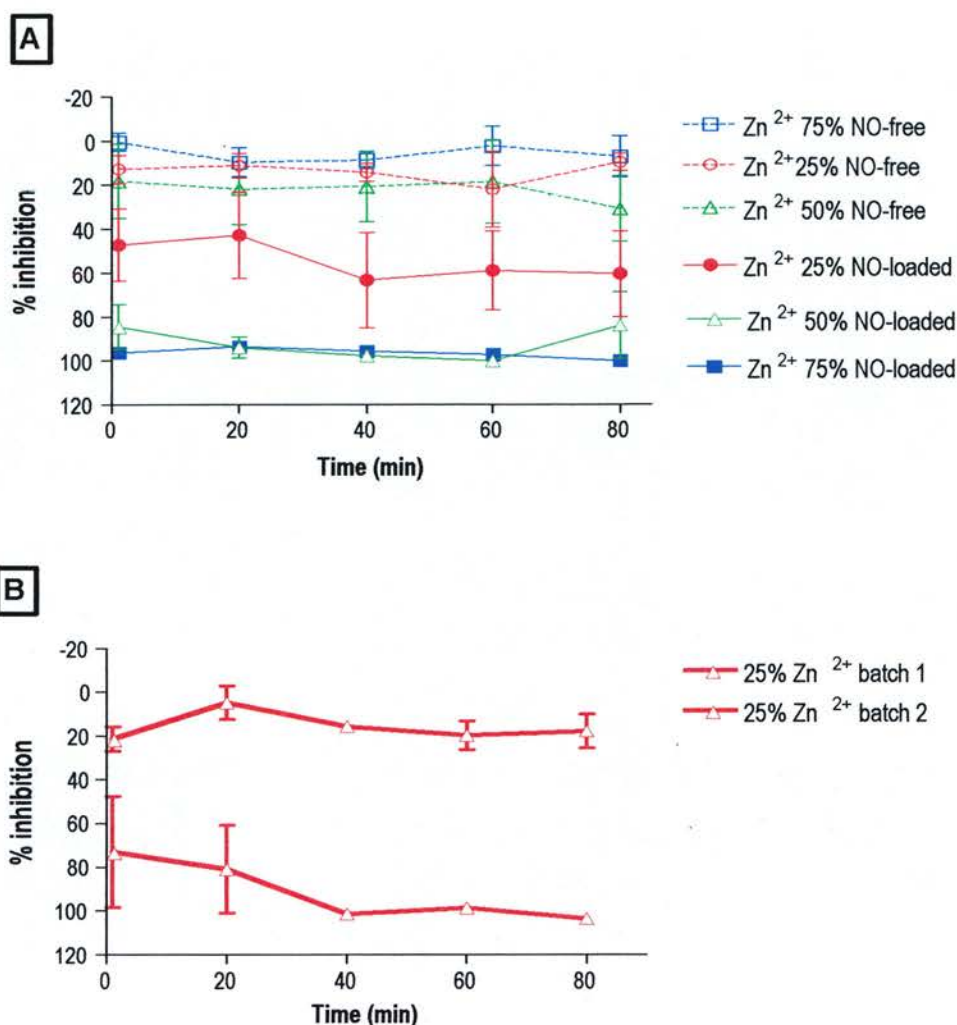 A
-20
0
20
40
60
80
100
120
% inhibition
0 20 40 60 80
Time (min)
Zn 2+ 75% NO-free
Zn 2+ 25% NO-free
Zn 2+ 50% NO-free
Zn 2+ 25% NO-loaded
Zn 2+ 50% NO-loaded
Zn 2+ 75% NO-loaded
B
-20
0
20
40
60
80
100
120
% inhibition
0 20 40 60 80
Time (min)
25% Zn 2+ batch 1
25% Zn 2+ batch 2